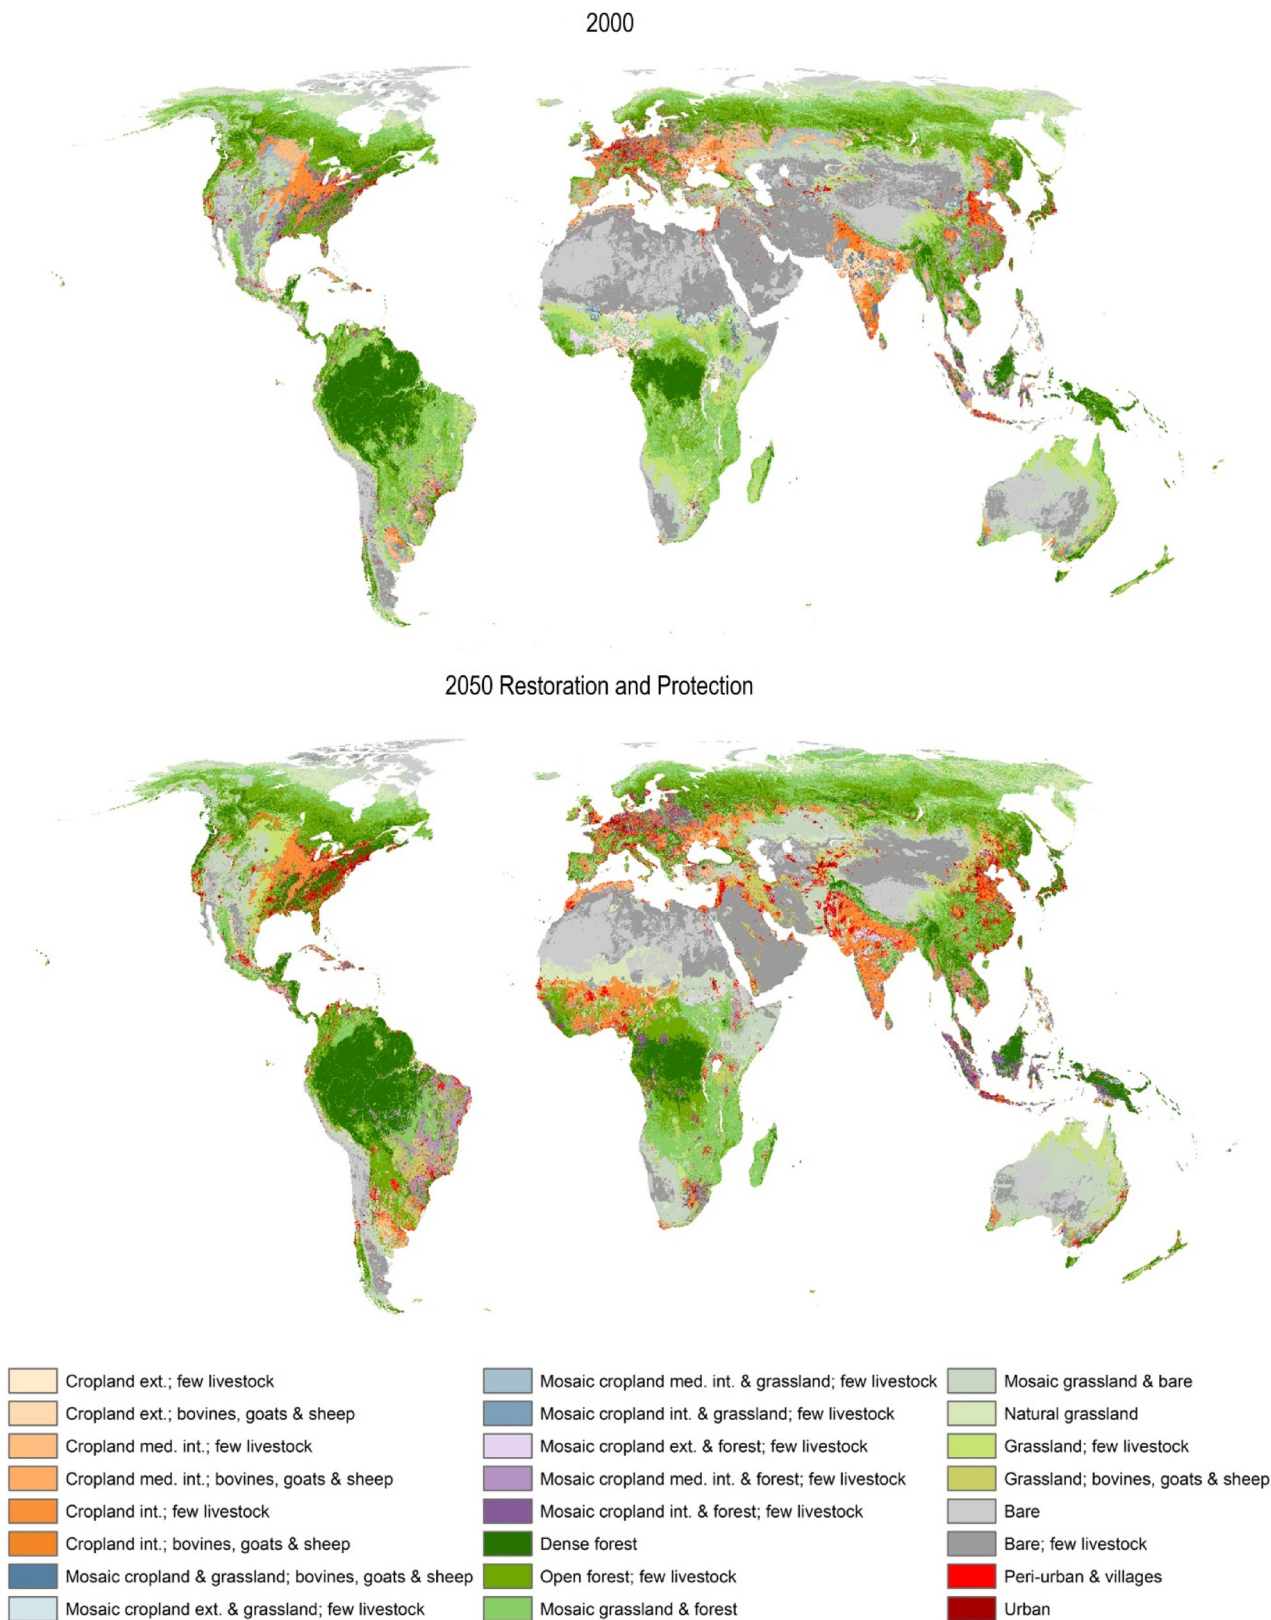 2000
2050 Restoration and Protection
Cropland ext.; few livestock
Cropland ext.; bovines, goats & sheep
Cropland med. int.; few livestock
Cropland med. int.; bovines, goats & sheep
Cropland int.; few livestock
Cropland int.; bovines, goats & sheep
Mosaic cropland & grassland; bovines, goats & sheep
Mosaic cropland ext. & grassland; few livestock
Mosaic cropland med. int. & grassland; few livestock
Mosaic cropland int. & grassland; few livestock
Mosaic cropland ext. & forest; few livestock
Mosaic cropland med. int. & forest; few livestock
Mosaic cropland int. & forest; few livestock
Dense forest
Open forest; few livestock
Mosaic grassland & forest
Mosaic grassland & bare
Natural grassland
Grassland; few livestock
Grassland; bovines, goats & sheep
Bare
Bare; few livestock
Peri-urban & villages
Urban